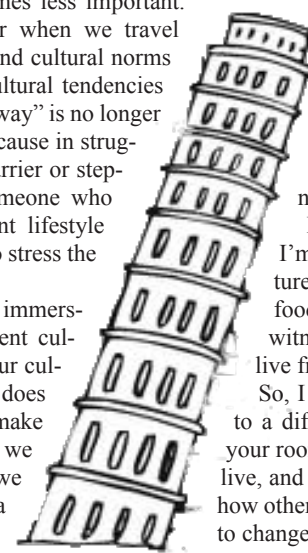 mes less important.
r when we travel
nd cultural norms
ultural tendencies
way” is no longer
cause in strug-
rrier or step-
meone who
nt lifestyle
o stress the
immers-
ent cul-
ur cul-
does
make
we
we
a
n
I’m
ture
food
witn
live fi
So, I
to a dif
your roo
live, and
how other
to change